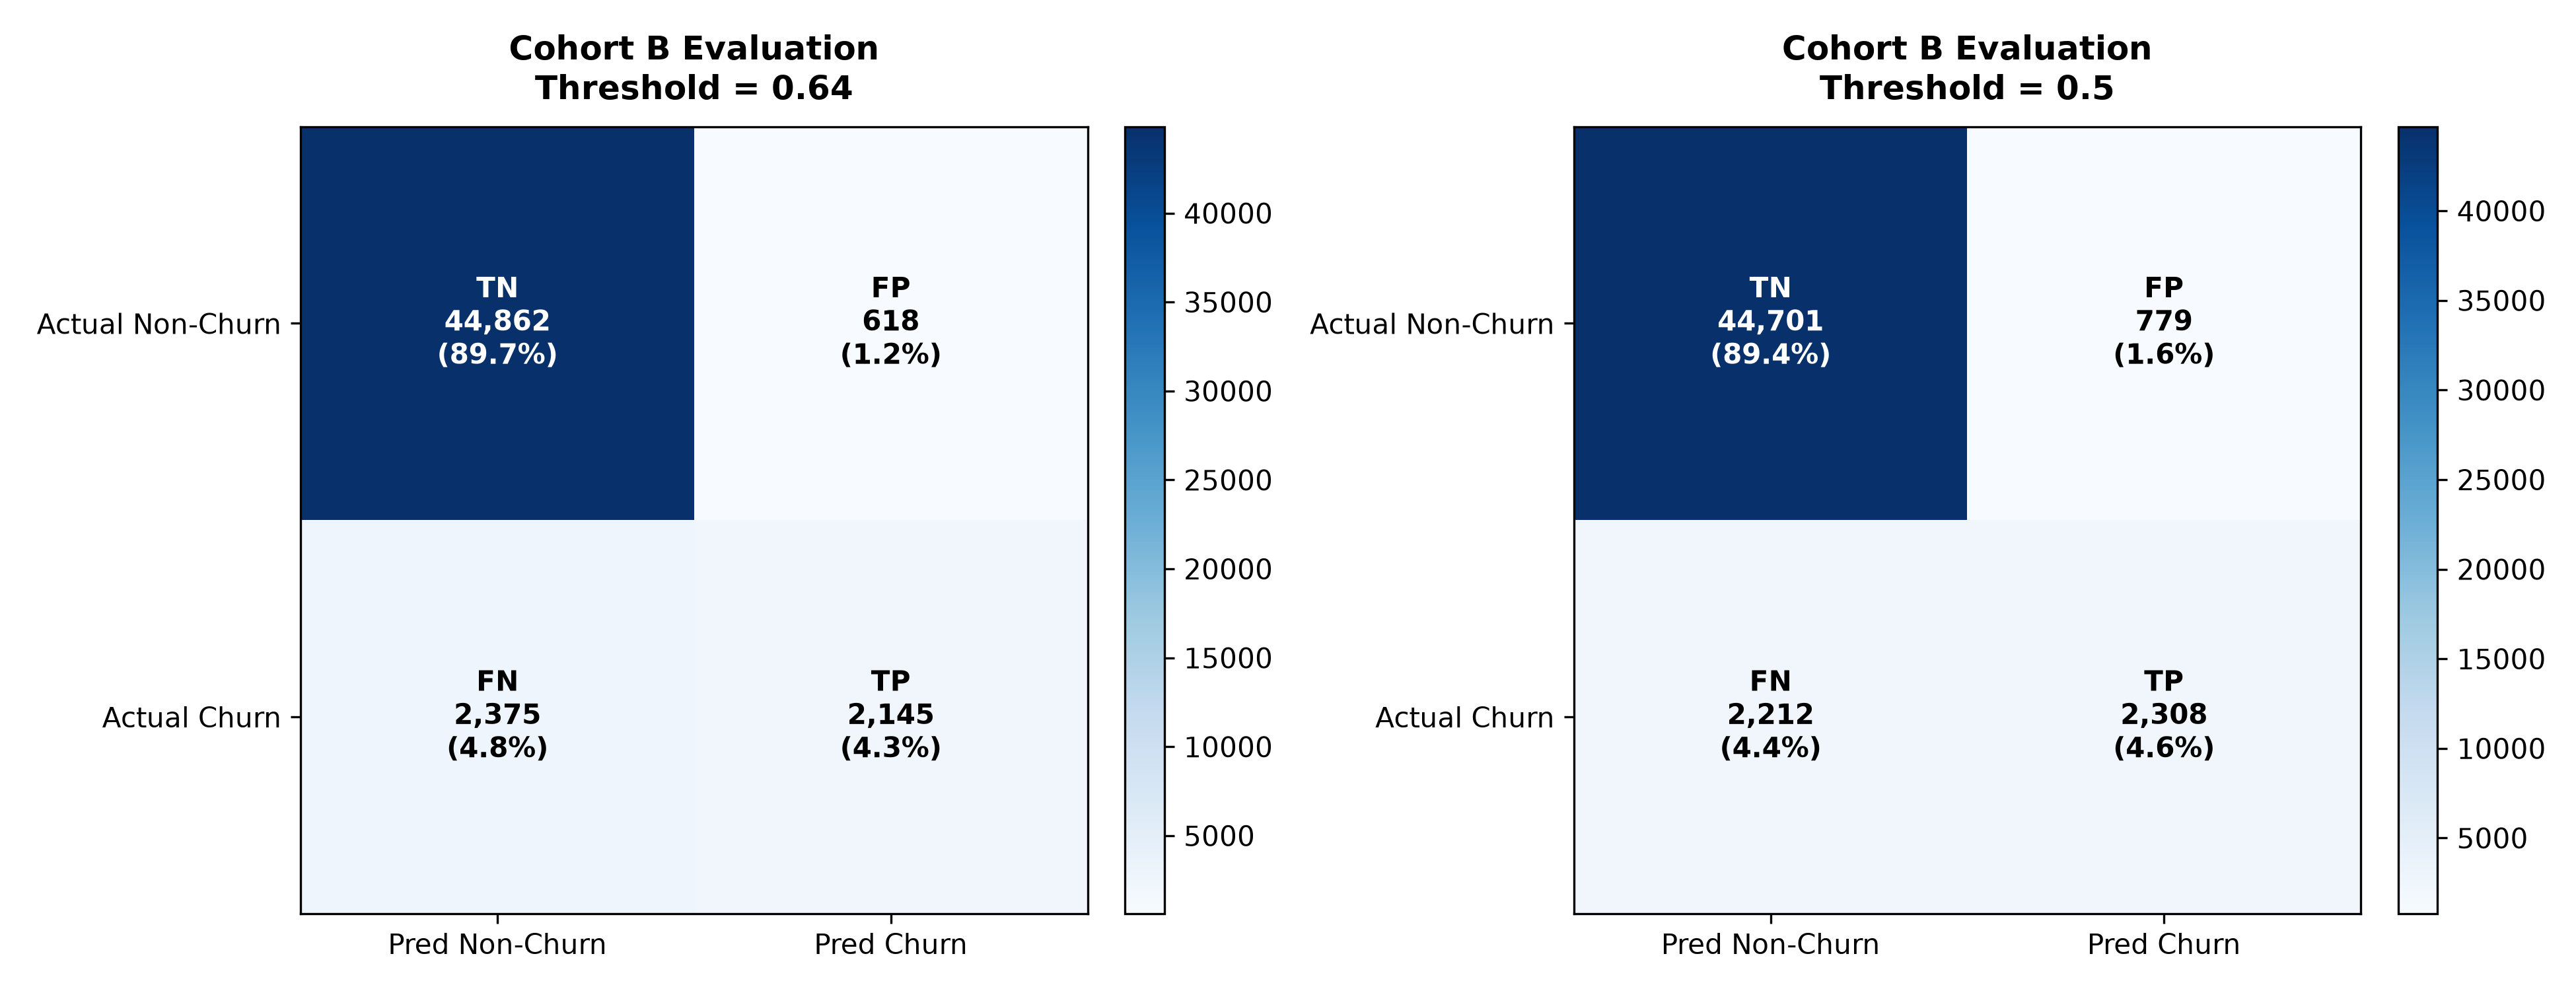 Cohort B Evaluation
Threshold = 0.64
Actual Non-Churn
Actual Churn
TN
44,862
(89.7%)
FP
618
(1.2%)
FN
2,375
(4.8%)
TP
2,145
(4.3%)
Pred Non-Churn
Pred Churn
40000
35000
30000
25000
20000
15000
10000
5000
Cohort B Evaluation
Threshold = 0.5
Actual Non-Churn
Actual Churn
TN
44,701
(89.4%)
FP
779
(1.6%)
FN
2,212
(4.4%)
TP
2,308
(4.6%)
Pred Non-Churn
Pred Churn
40000
35000
30000
25000
20000
15000
10000
5000